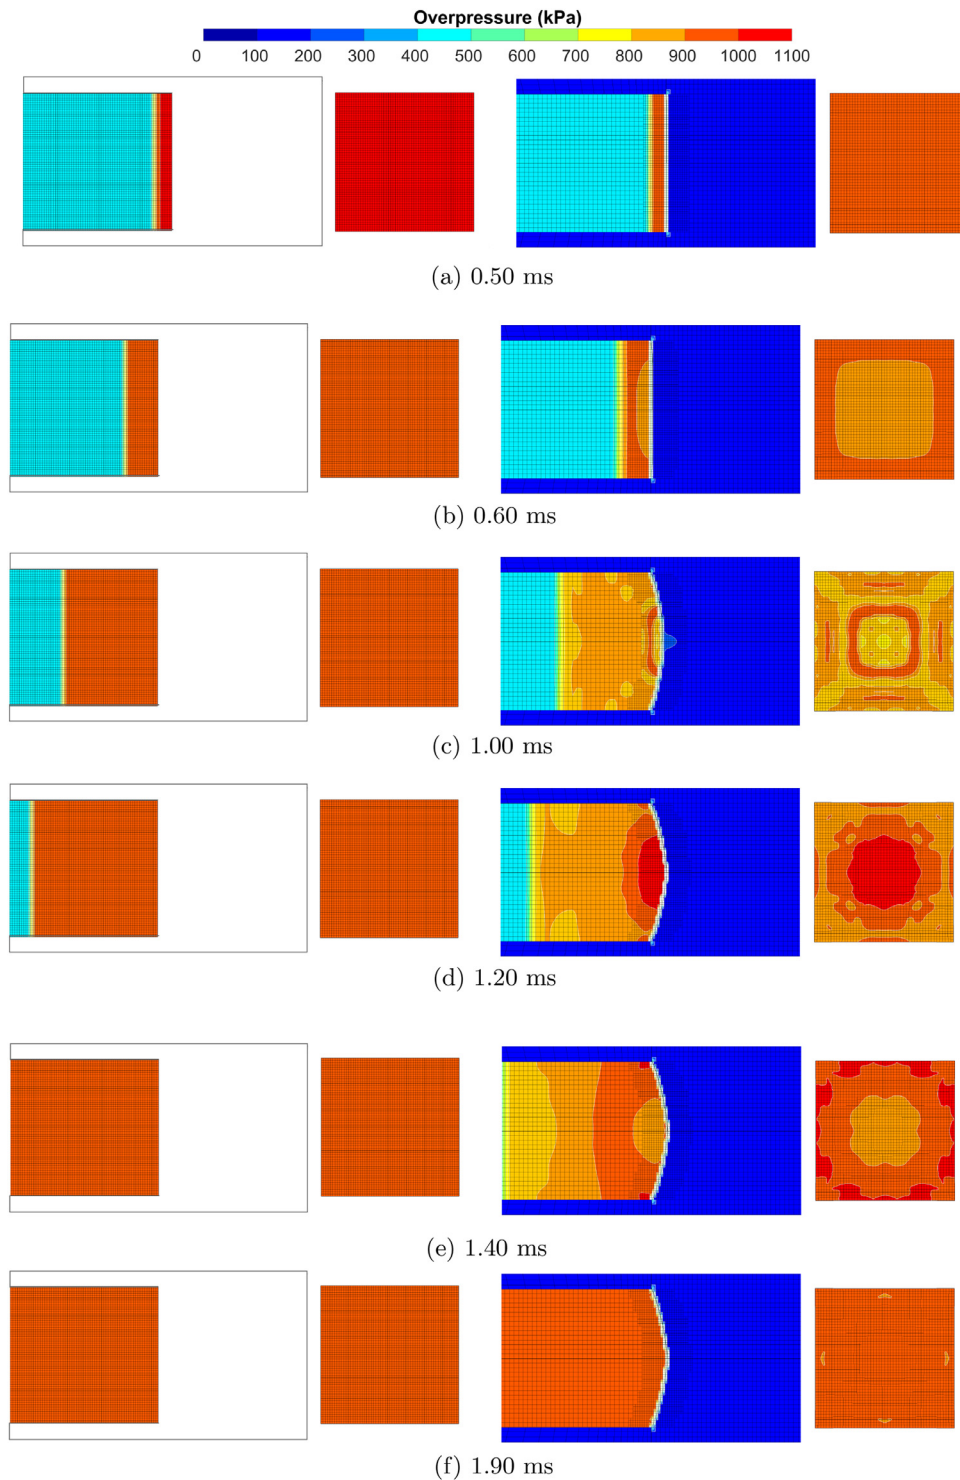 Overpressure (kPa)
0 100 200 300 400 500 600 700 800 900 1000 1100
(a) 0.50 ms
(b) 0.60 ms
(c) 1.00 ms
(d) 1.20 ms
(e) 1.40 ms
(f) 1.90 ms